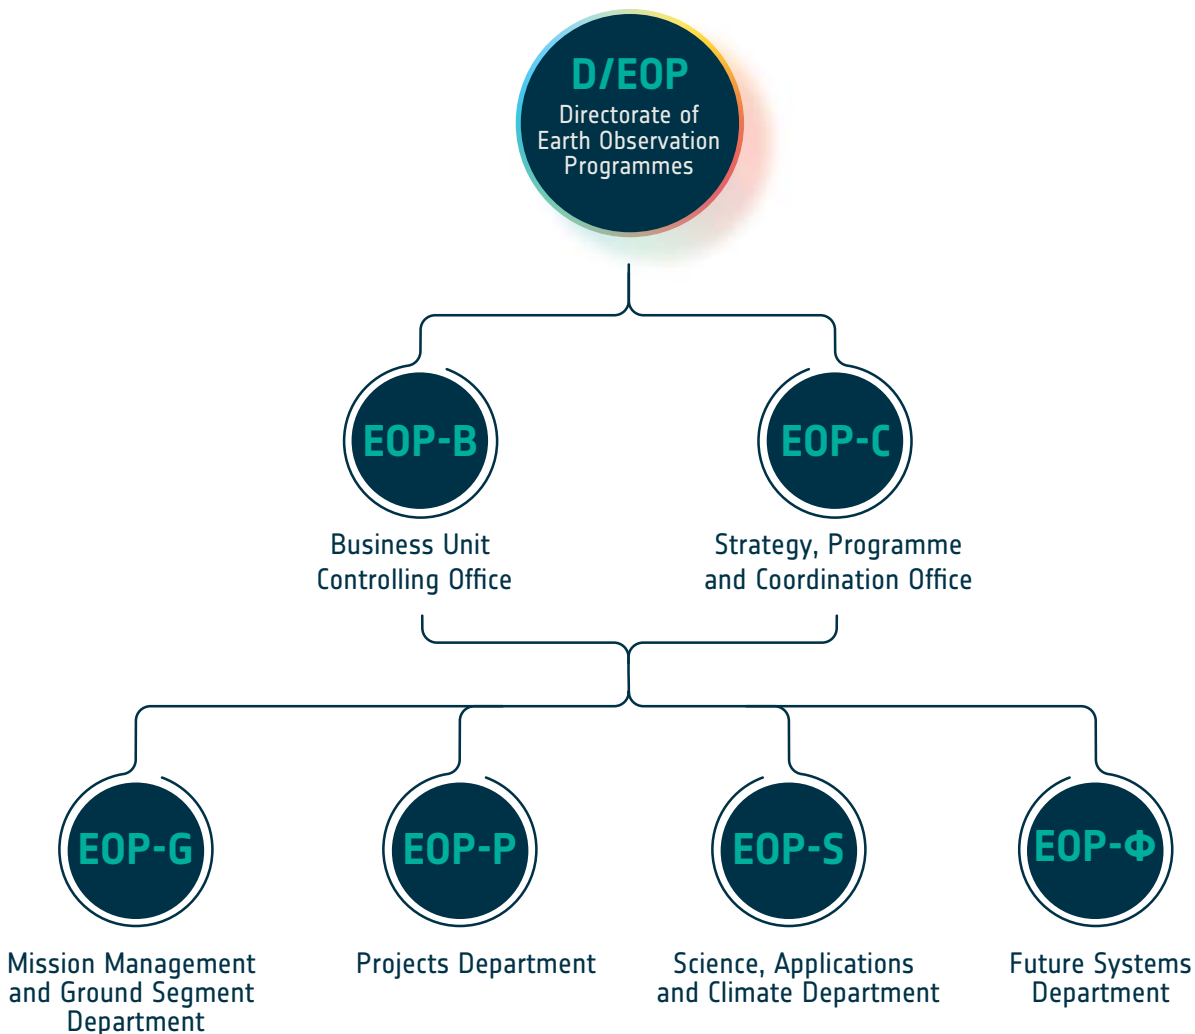 D/EOP
Directorate of
Earth Observation
Programmes
EOP-B
EOP-C
Business Unit
Controlling Office
Strategy, Programme
and Coordination Office
EOP-G
EOP-P
EOP-S
EOP-Φ
Mission Management
and Ground Segment
Department
Projects Department
Science, Applications
and Climate Department
Future Systems
Department